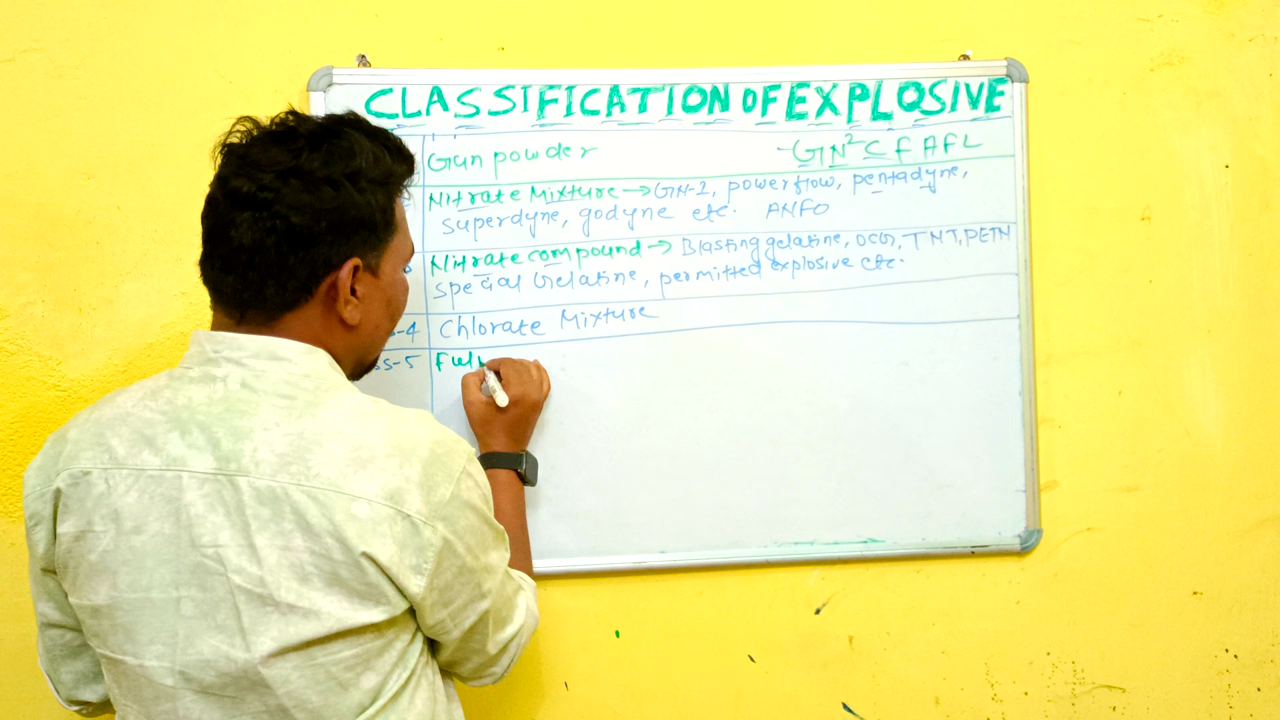 CLASSIFICATION OF EXPLOSIVE
Gun powder
GN²CFAFL
Nitrate Mixture → GN-1, powerflow, pentadyne,
superdyne, godyne etc. ANFO
Nitrate compound → Blasting gelatine, OCG, TNT, PETN
special Gelatine, permitted explosive etc.
-4 Chlorate Mixture
ss-5 Ful